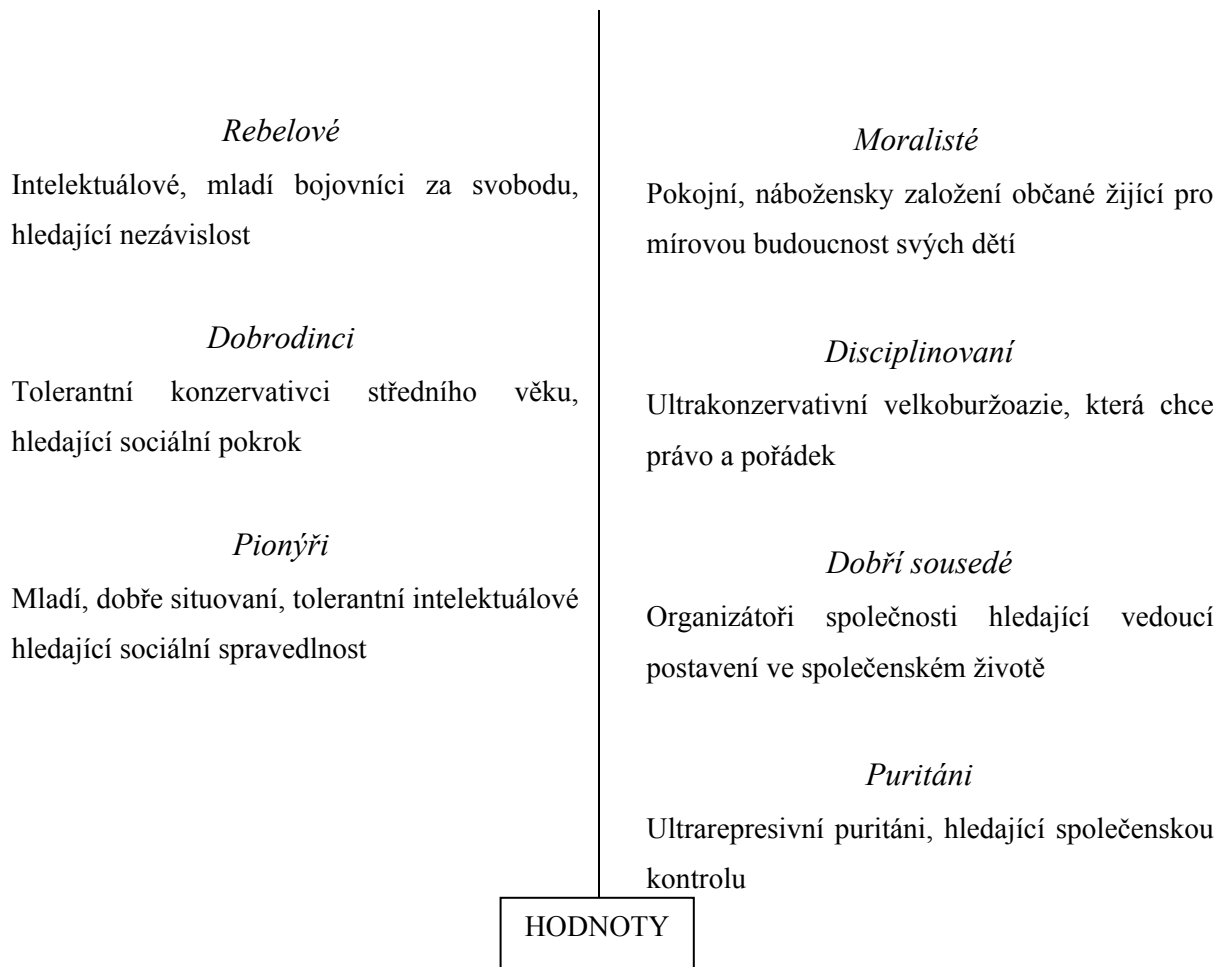 Rebelové
Intelektuálové, mladí bojovníci za svobodu,
hledající nezávislost
Dobrodinci
Tolerantní konzervativci středního věku,
hledající sociální pokrok
Pionýři
Mladí, dobře situovaní, tolerantní intelektuálové
hledající sociální spravedlnost
Moralisté
Pokojní, nábožensky založení občané žijící pro
mírovou budoucnost svých dětí
Disciplinovaní
Ultrakonzervativní velkoburžoazie, která chce
právo a pořádek
Dobří sousedé
Organizátoři společnosti hledající vedoucí
postavení ve společenském životě
Puritáni
Ultrarepresivní puritáni, hledající společenskou
kontrolu
HODNOTY